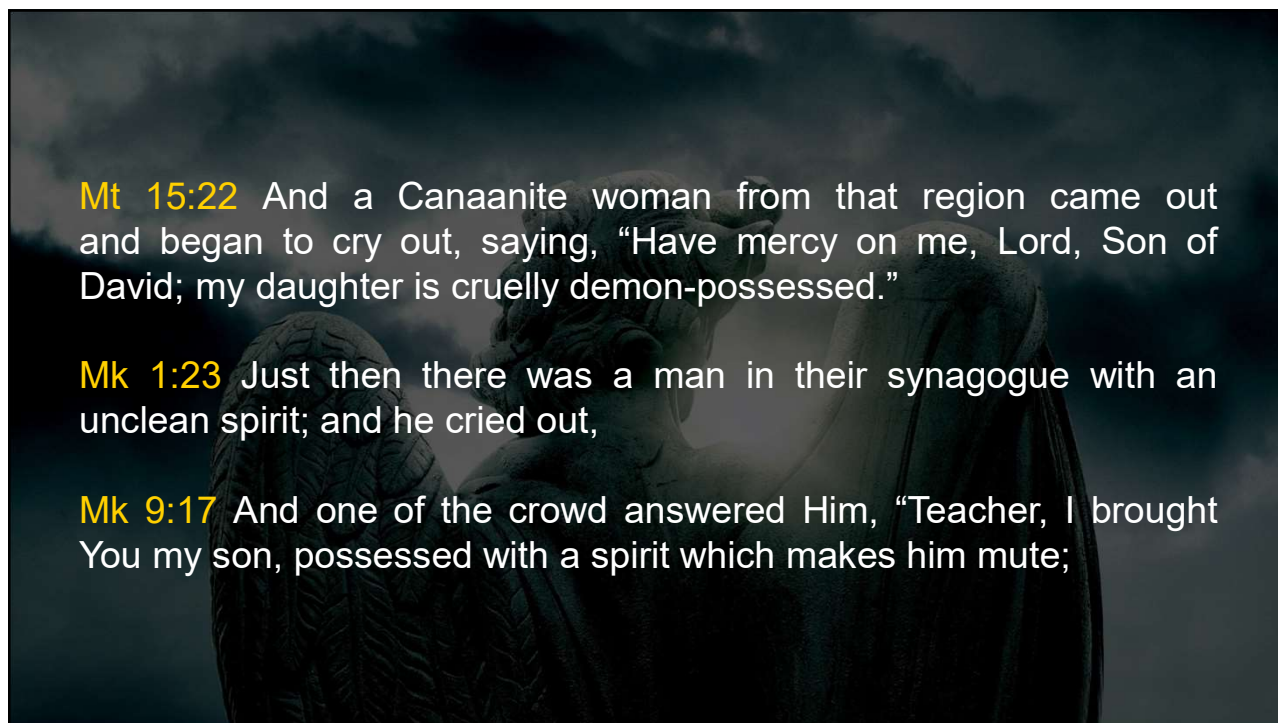 Mt 15:22 And a Canaanite woman from that region came out
and began to cry out, saying, “Have mercy on me, Lord, Son of
David; my daughter is cruelly demon-possessed.”
Mk 1:23 Just then there was a man in their synagogue with an
unclean spirit; and he cried out,
Mk 9:17 And one of the crowd answered Him, “Teacher, I brought
You my son, possessed with a spirit which makes him mute;